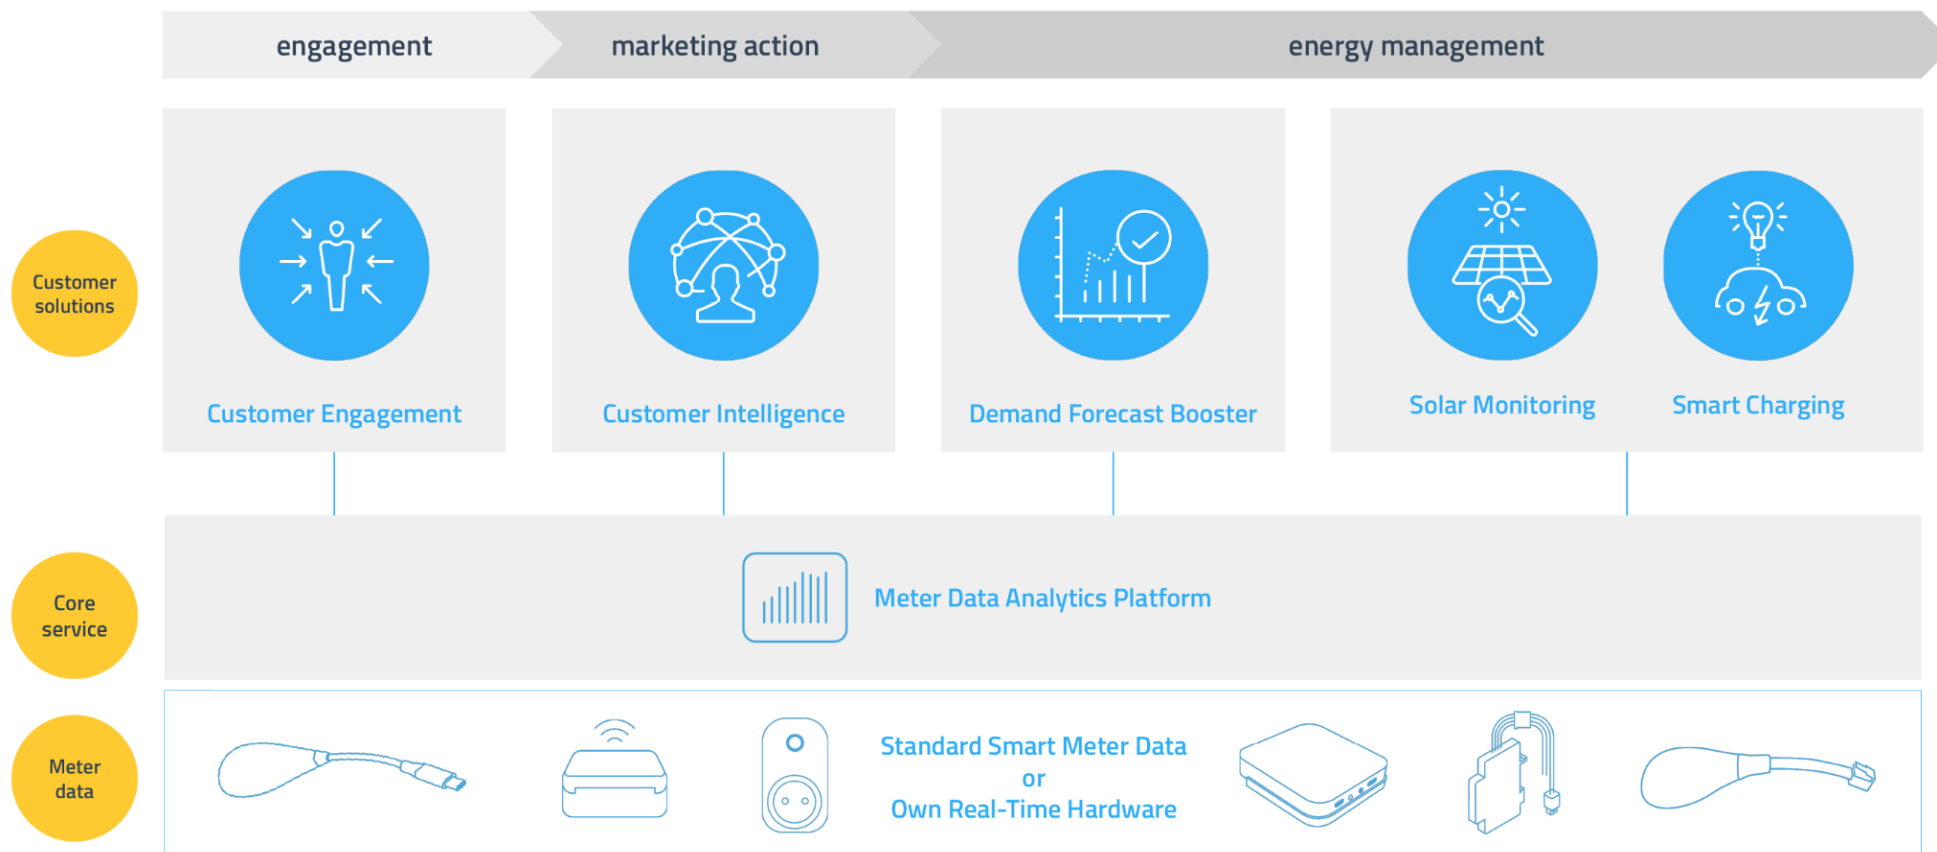 engagement
marketing action
energy management
Customer
solutions
Customer Engagement
Customer Intelligence
Demand Forecast Booster
Solar Monitoring
Smart Charging
Core
service
Meter Data Analytics Platform
Meter
data
Standard Smart Meter Data
or
Own Real-Time Hardware